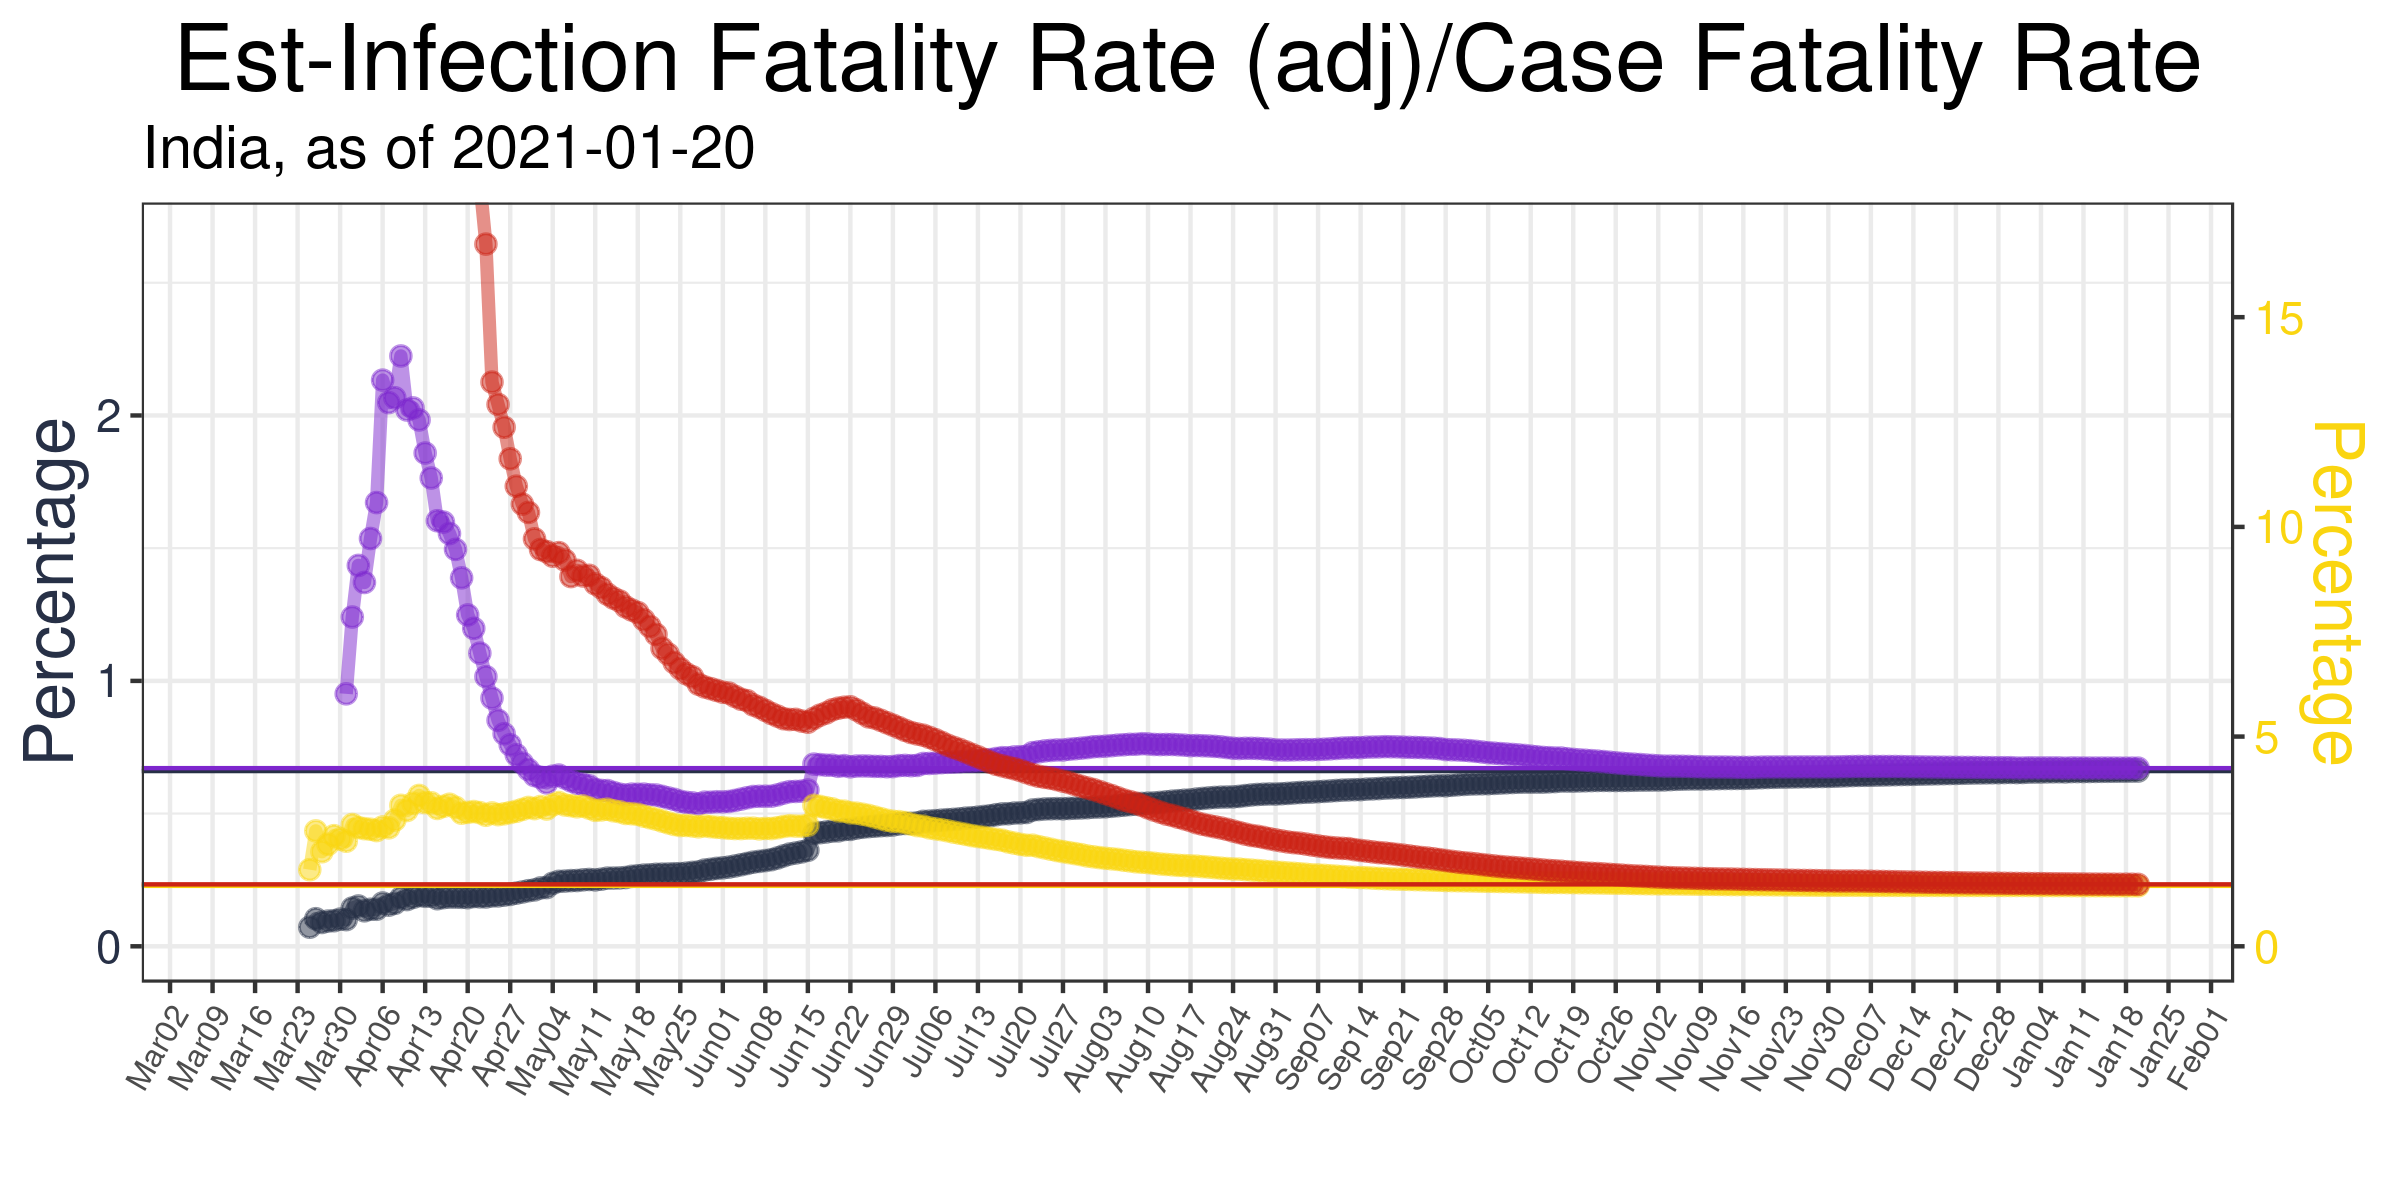 Est-Infection Fatality Rate (adj)/Case Fatality Rate
India, as of 2021-01-20
Percentage
2
1
0
15
10
5
0
Percentage
Mar02
Mar09
Mar16
Mar23
Mar30
Apr06
Apr13
Apr20
Apr27
May04
May11
May18
May25
Jun01
Jun08
Jun15
Jun22
Jun29
Jul06
Jul13
Jul20
Jul27
Aug03
Aug10
Aug17
Aug24
Aug31
Sep07
Sep14
Sep21
Sep28
Oct05
Oct12
Oct19
Oct26
Nov02
Nov09
Nov16
Nov23
Nov30
Dec07
Dec14
Dec21
Dec28
Jan04
Jan11
Jan18
Jan25
Feb01